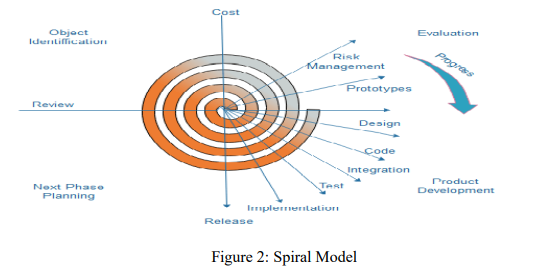 Cost
Object
Identiffication
Evaluation
Risk
Management
Progress
Prototypes
Review
Design
Code
Integration
Test
Next Phase
Planning
Product
Development
Implementation
Release
Figure 2: Spiral Model